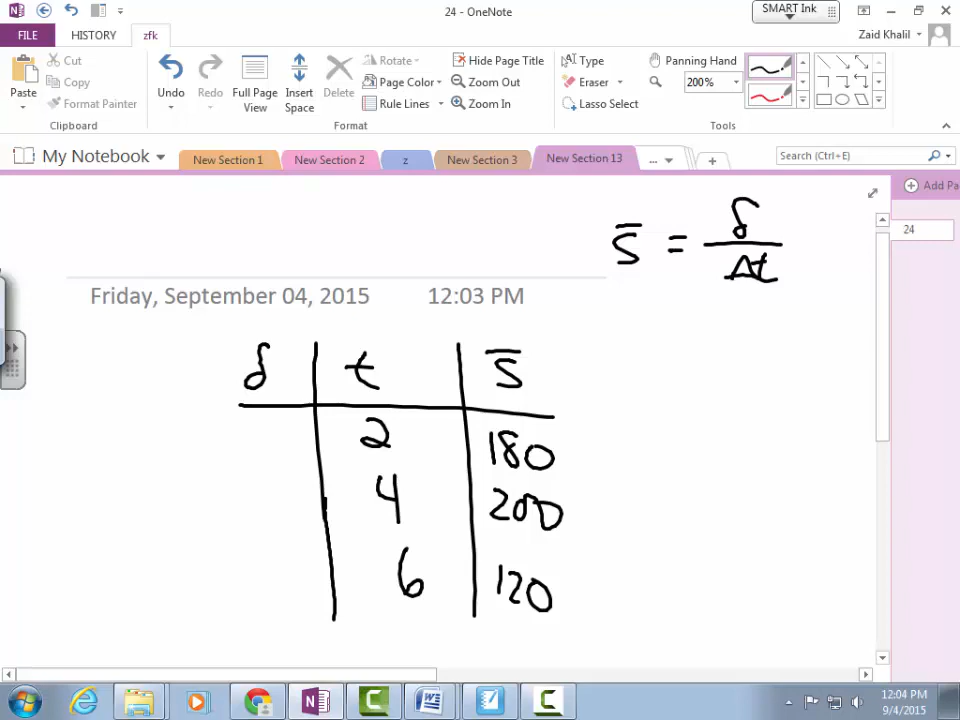 24 - OneNote
SMART Ink
FILE
HISTORY
zfk
Zaid Khalil
Paste
Cut
Copy
Format Painter
Clipboard
Undo
Redo
Full Page View
Insert Space
Delete
Rotate
Page Color
Rule Lines
Format
Hide Page Title
Zoom Out
Zoom In
Type
Eraser
Lasso Select
Panning Hand
200%
Tools
My Notebook
New Section 1
New Section 2
z
New Section 3
New Section 13
...
Search (Ctrl+E)
Add Pa
24
S̄ = d / Δt
Friday, September 04, 2015 12:03 PM
d t S̄
2 180
4 200
6 120
12:04 PM
9/4/2015